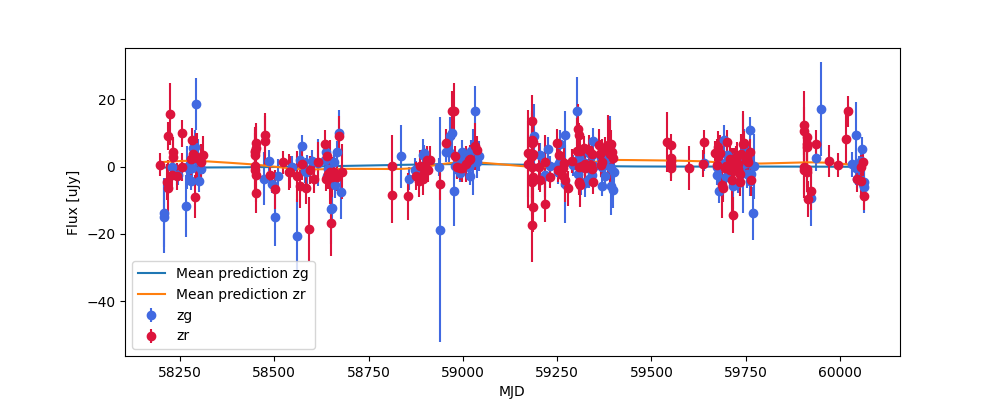 20
0
−20
−40
Flux [uJy]
Mean prediction zg
Mean prediction zr
zg
zr
58250 58500 58750 59000 59250 59500 59750 60000
MJD